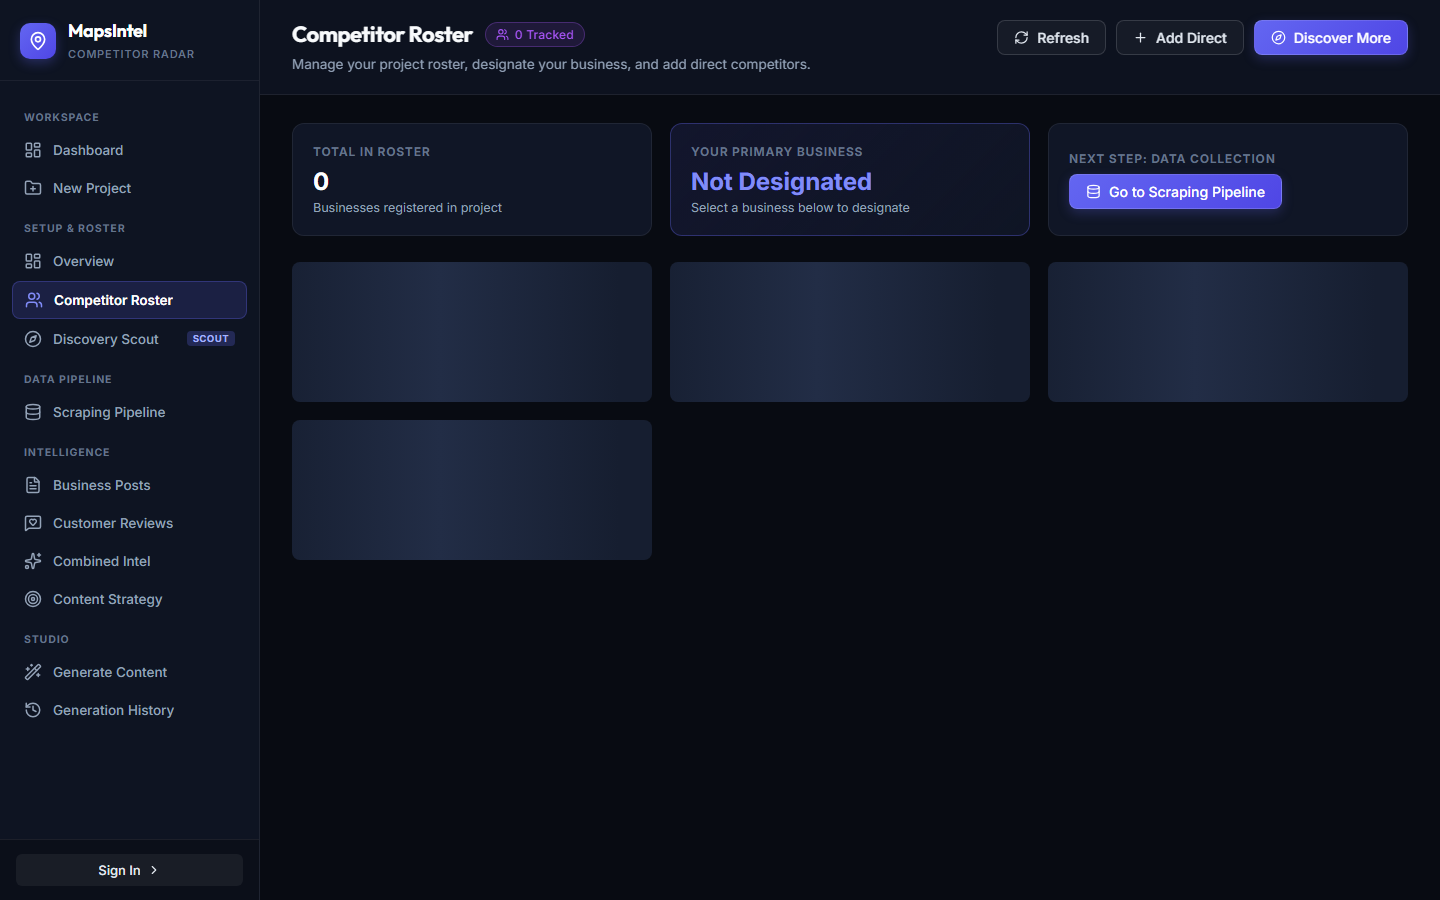 MapsIntel
COMPETITOR RADAR
WORKSPACE
Dashboard
New Project
SETUP & ROSTER
Overview
Competitor Roster
Discovery Scout SCOUT
DATA PIPELINE
Scraping Pipeline
INTELLIGENCE
Business Posts
Customer Reviews
Combined Intel
Content Strategy
STUDIO
Generate Content
Generation History
Sign In
Competitor Roster 0 Tracked
Manage your project roster, designate your business, and add direct competitors.
Refresh
Add Direct
Discover More
TOTAL IN ROSTER
0
Businesses registered in project
YOUR PRIMARY BUSINESS
Not Designated
Select a business below to designate
NEXT STEP: DATA COLLECTION
Go to Scraping Pipeline